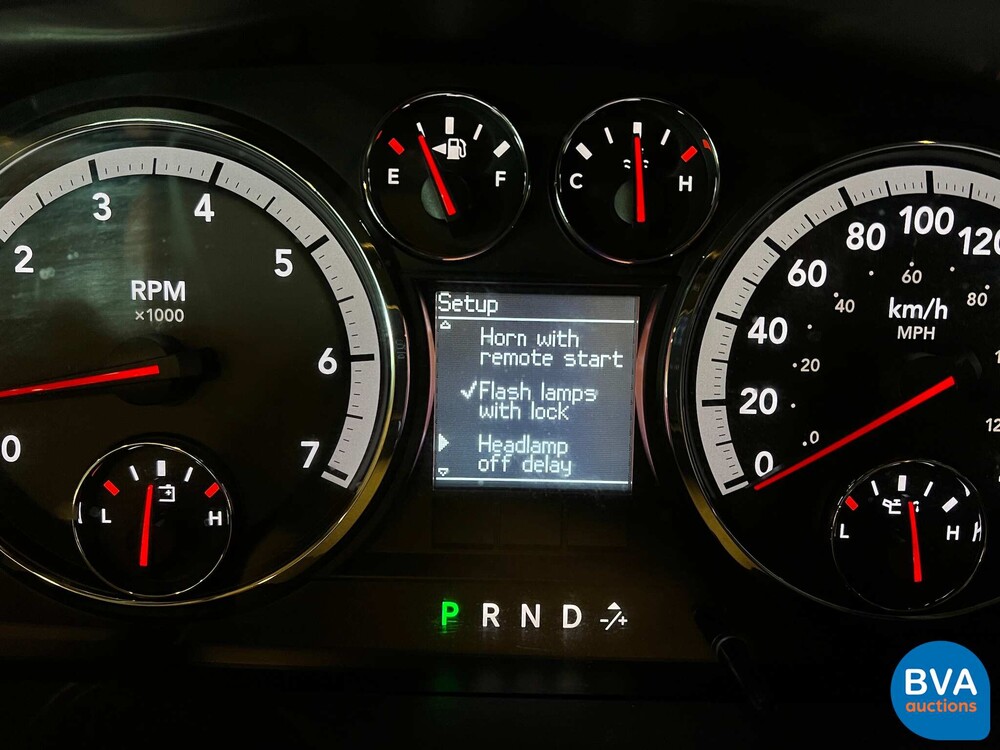 E F
C H
2 3 4 5 6 7 0
RPM
x1000
L H
Setup
Horn with
remote start
✓Flash lamps
with lock
Headlamp
off delay
0 20 40 60 80 100 120
0 20 40 60 80
km/h
MPH
L H
P R N D -/+
BVA
auctions